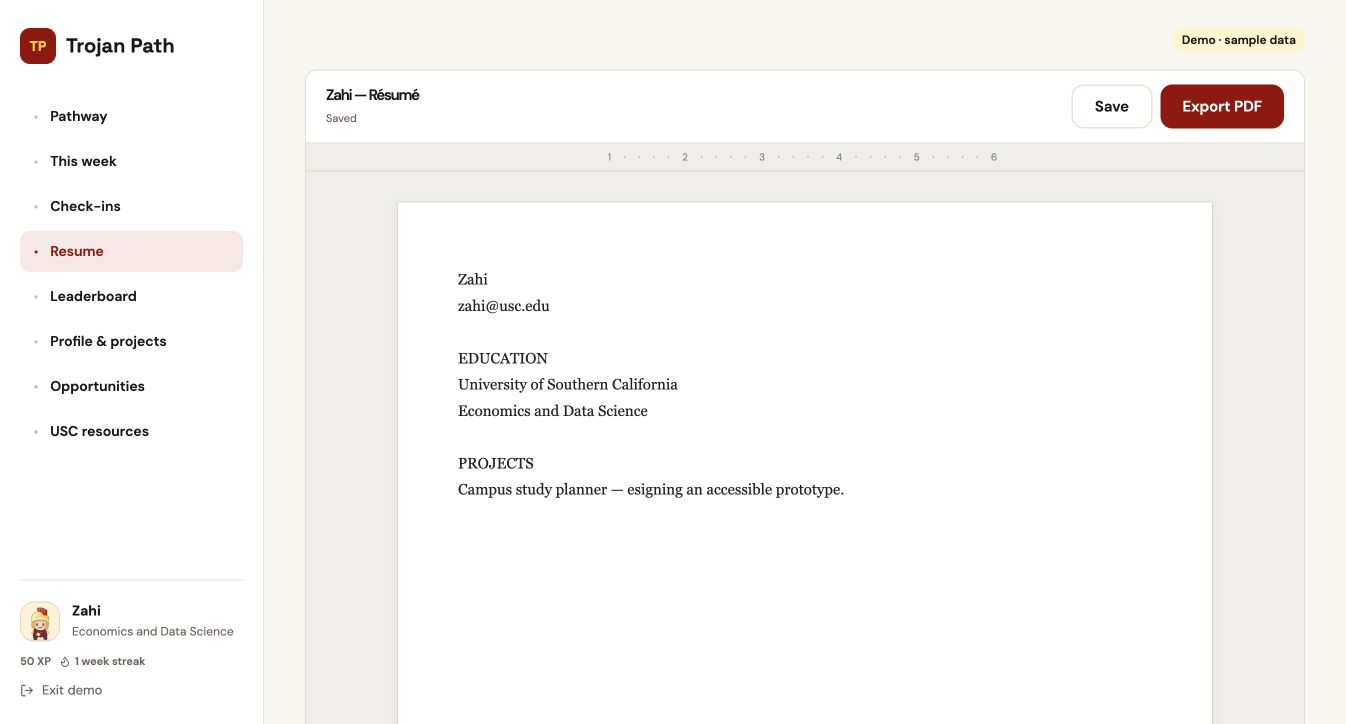 TP Trojan Path
Pathway
This week
Check-ins
Resume
Leaderboard
Profile & projects
Opportunities
USC resources
Zahi
Economics and Data Science
50 XP 1 week streak
Exit demo
Demo · sample data
Zahi — Résumé
Saved
Save
Export PDF
1 · · · · 2 · · · · 3 · · · · 4 · · · · 5 · · · · 6
Zahi
zahi@usc.edu
EDUCATION
University of Southern California
Economics and Data Science
PROJECTS
Campus study planner — esigning an accessible prototype.